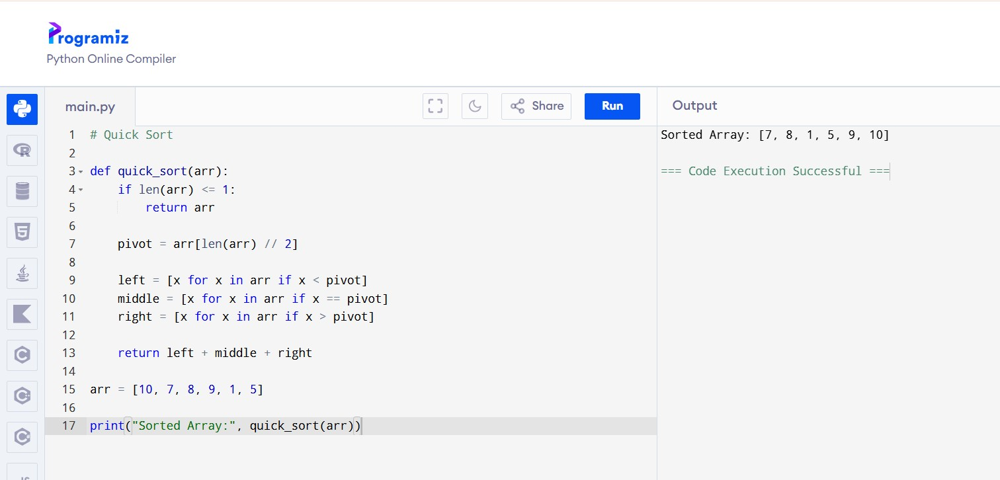 Programiz
Python Online Compiler
main.py
Share
Run
Output
1 # Quick Sort
2
3 def quick_sort(arr):
4     if len(arr) <= 1:
5         return arr
6
7     pivot = arr[len(arr) // 2]
8
9     left = [x for x in arr if x < pivot]
10     middle = [x for x in arr if x == pivot]
11     right = [x for x in arr if x > pivot]
12
13     return left + middle + right
14
15 arr = [10, 7, 8, 9, 1, 5]
16
17 print("Sorted Array:", quick_sort(arr))
Sorted Array: [7, 8, 1, 5, 9, 10]
=== Code Execution Successful ===